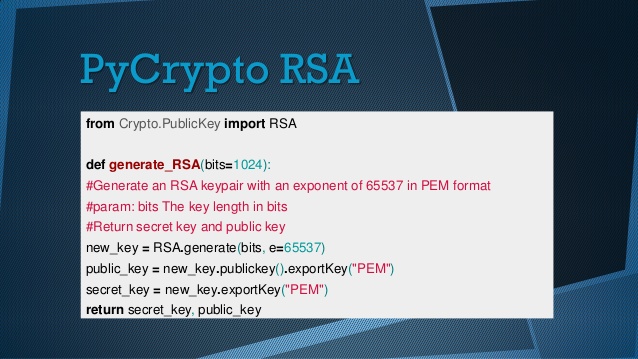 PyCrypto RSA
from Crypto.PublicKey import RSA
def generate_RSA(bits=1024):
#Generate an RSA keypair with an exponent of 65537 in PEM format
#param: bits The key length in bits
#Return secret key and public key
new_key = RSA.generate(bits, e=65537)
public_key = new_key.publickey().exportKey("PEM")
secret_key = new_key.exportKey("PEM")
return secret_key, public_key